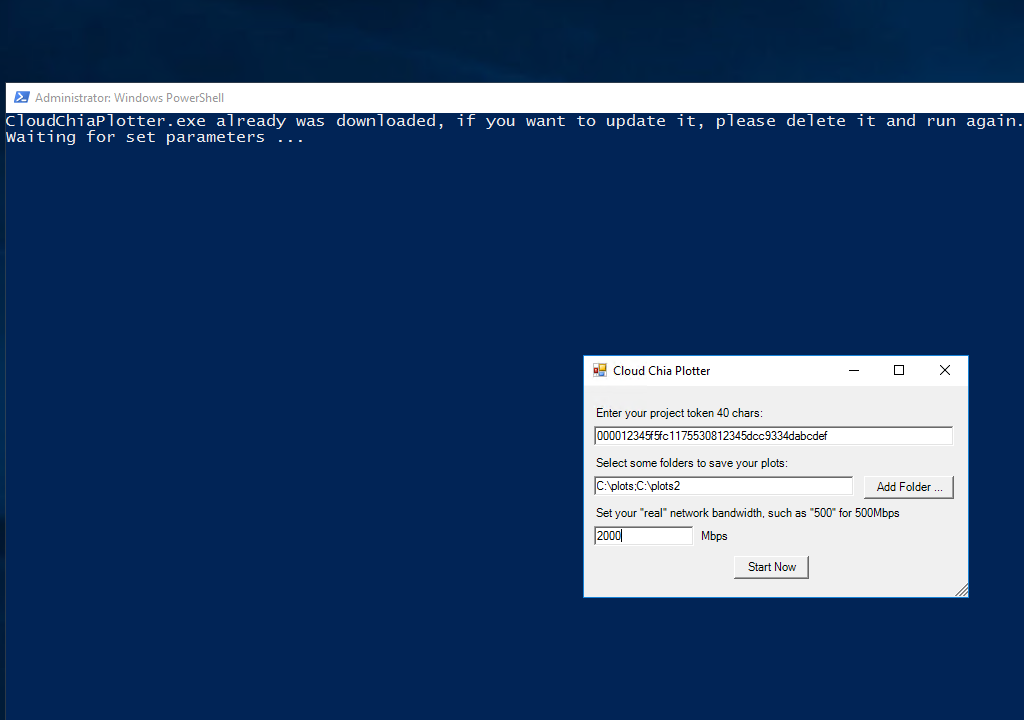 Administrator: Windows PowerShell
CloudChiaPlotter.exe already was downloaded, if you want to update it, please delete it and run again.
Waiting for set parameters ...
Cloud Chia Plotter
Enter your project token 40 chars:
000012345f5fc1175530812345dcc9334dabcdef
Select some folders to save your plots:
C:\plots;C:\plots2
Add Folder ...
Set your "real" network bandwidth, such as "500" for 500Mbps
2000 Mbps
Start Now